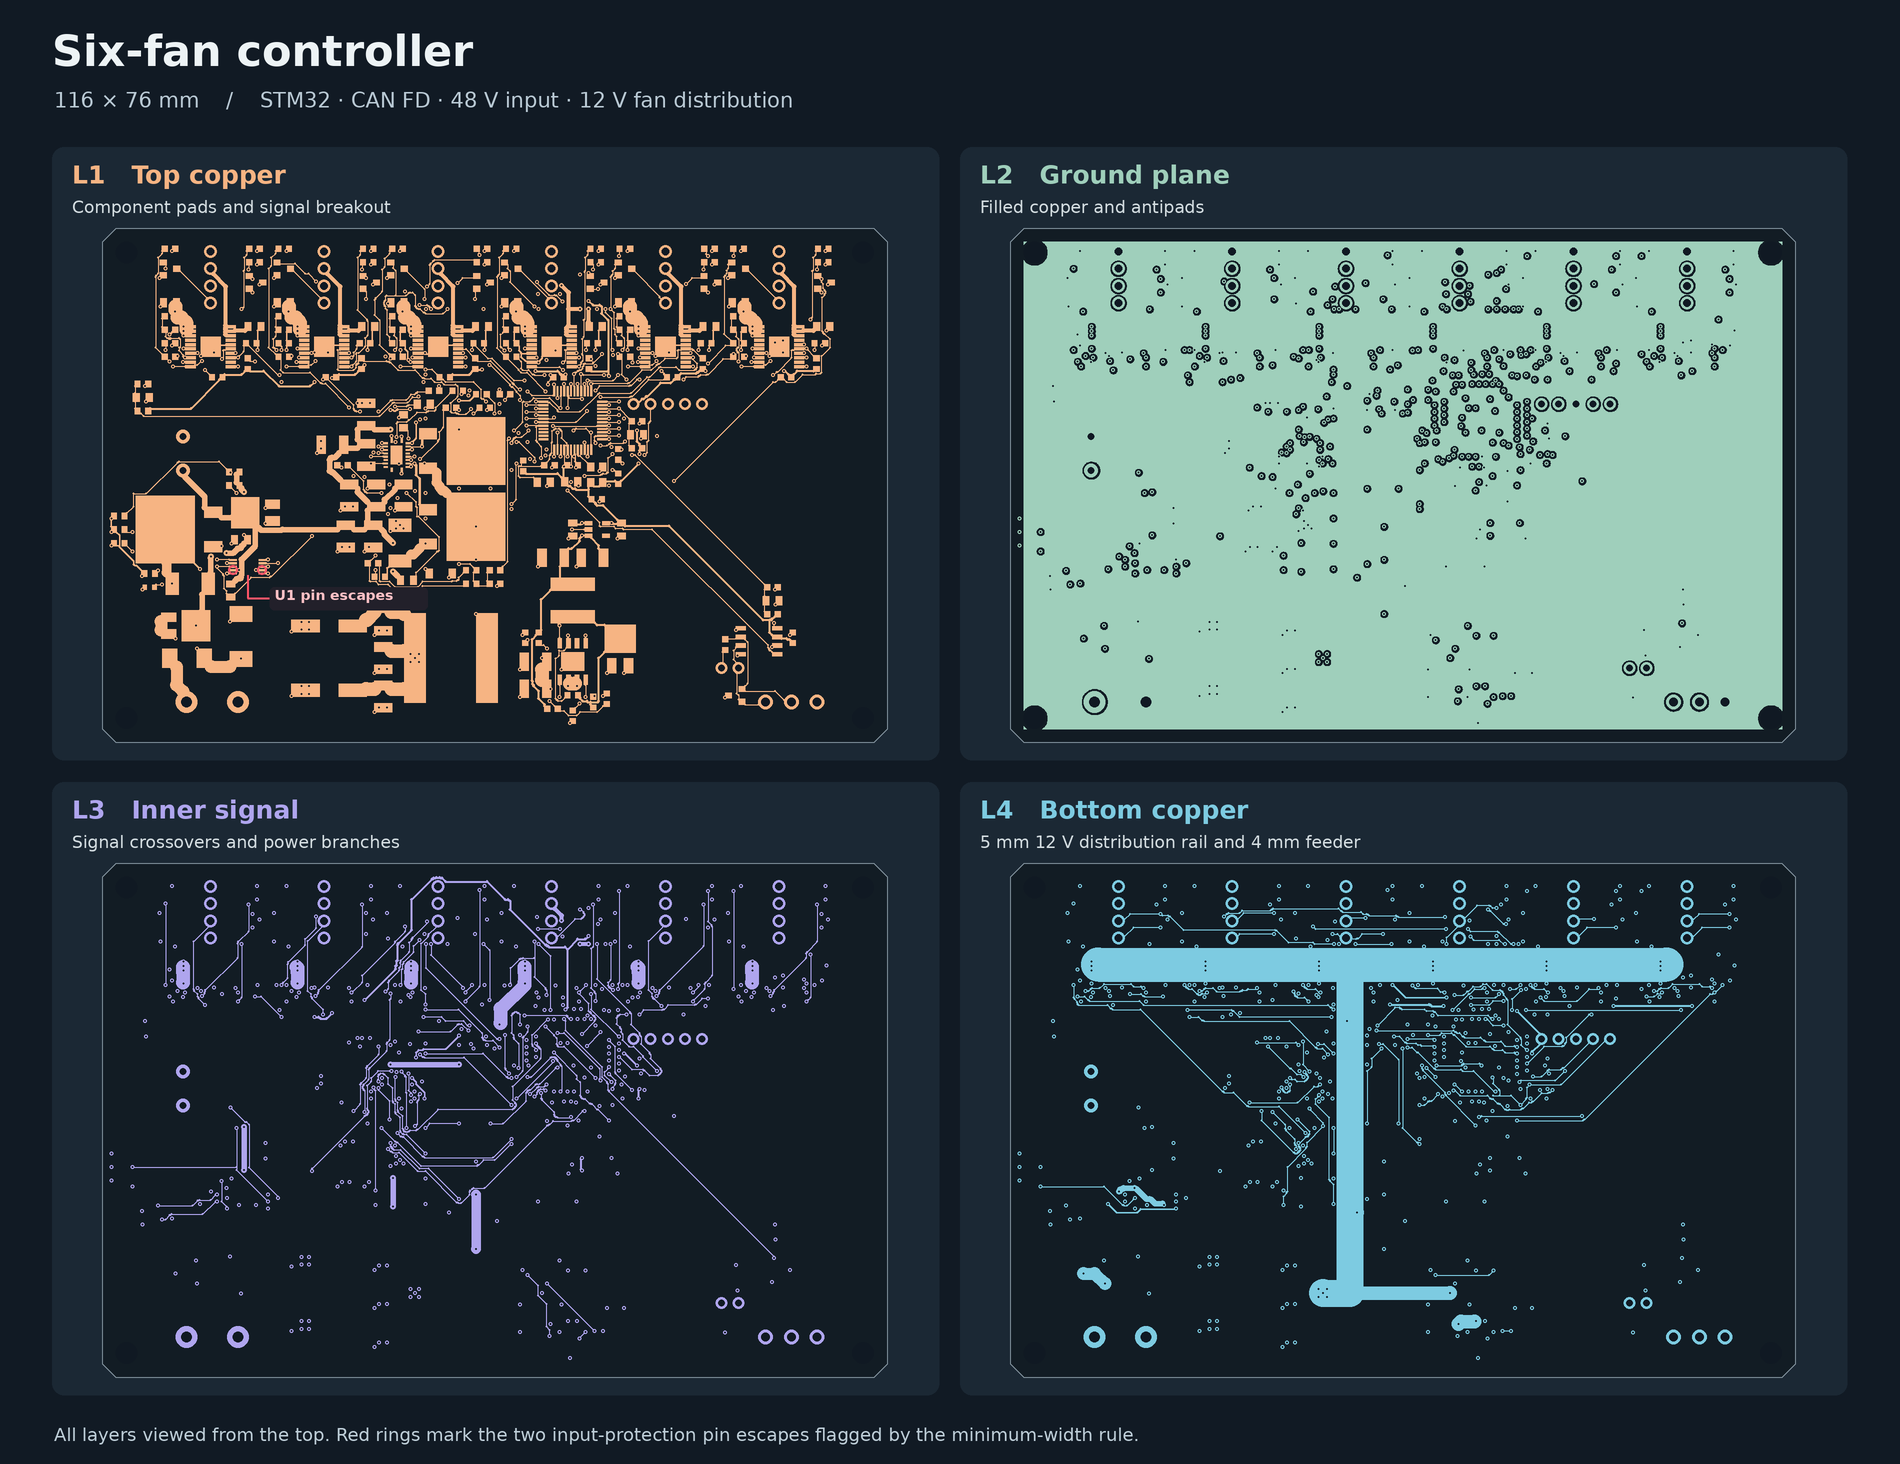 Six-fan controller
116 × 76 mm / STM32 · CAN FD · 48 V input · 12 V fan distribution
L1 Top copper
Component pads and signal breakout
U1 pin escapes
L2 Ground plane
Filled copper and antipads
L3 Inner signal
Signal crossovers and power branches
L4 Bottom copper
5 mm 12 V distribution rail and 4 mm feeder
All layers viewed from the top. Red rings mark the two input-protection pin escapes flagged by the minimum-width rule.